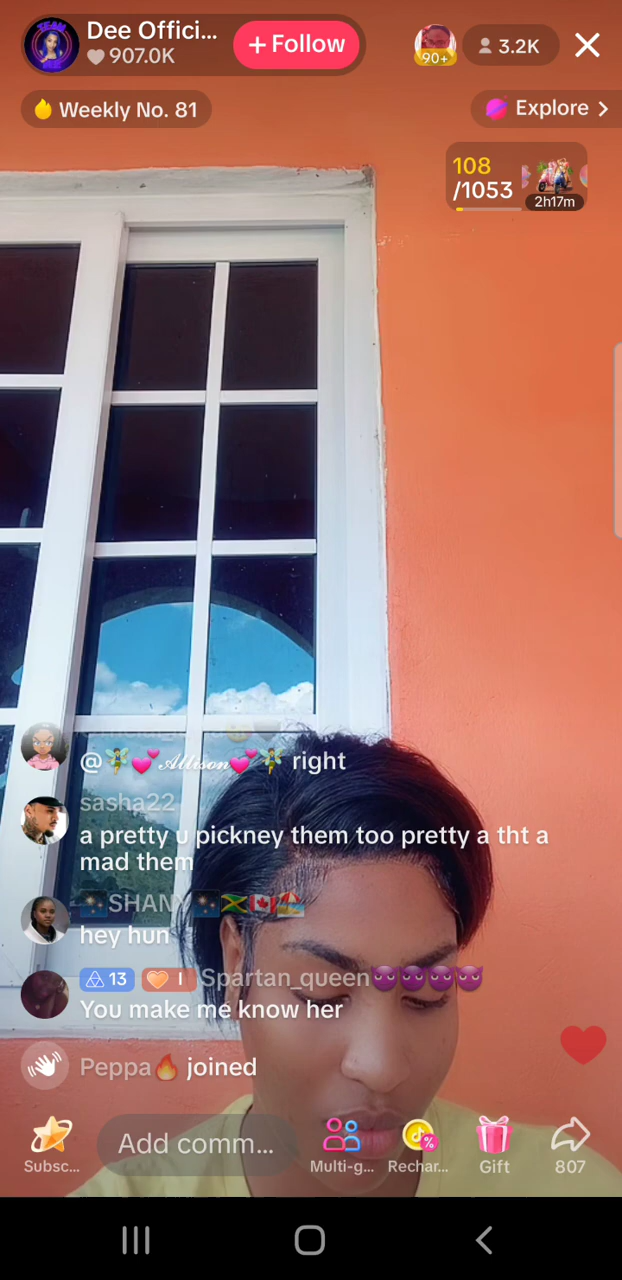 Dee Offici...
907.0K
+ Follow
90+
3.2K
Weekly No. 81
Explore
108
/1053
2h17m
@🧚💕𝓐𝓵𝓵𝓲𝓼𝓸𝓷💕🧚 right
sasha22
a pretty u pickney them too pretty a tht a
mad them
🎆SHANY🎆🇯🇲🇨🇦🏖️
hey hun
13 I Spartan_queen😈😈😈😈
You make me know her
Peppa🔥 joined
Subsc...
Add comm...
Multi-g...
Rechar...
Gift
807